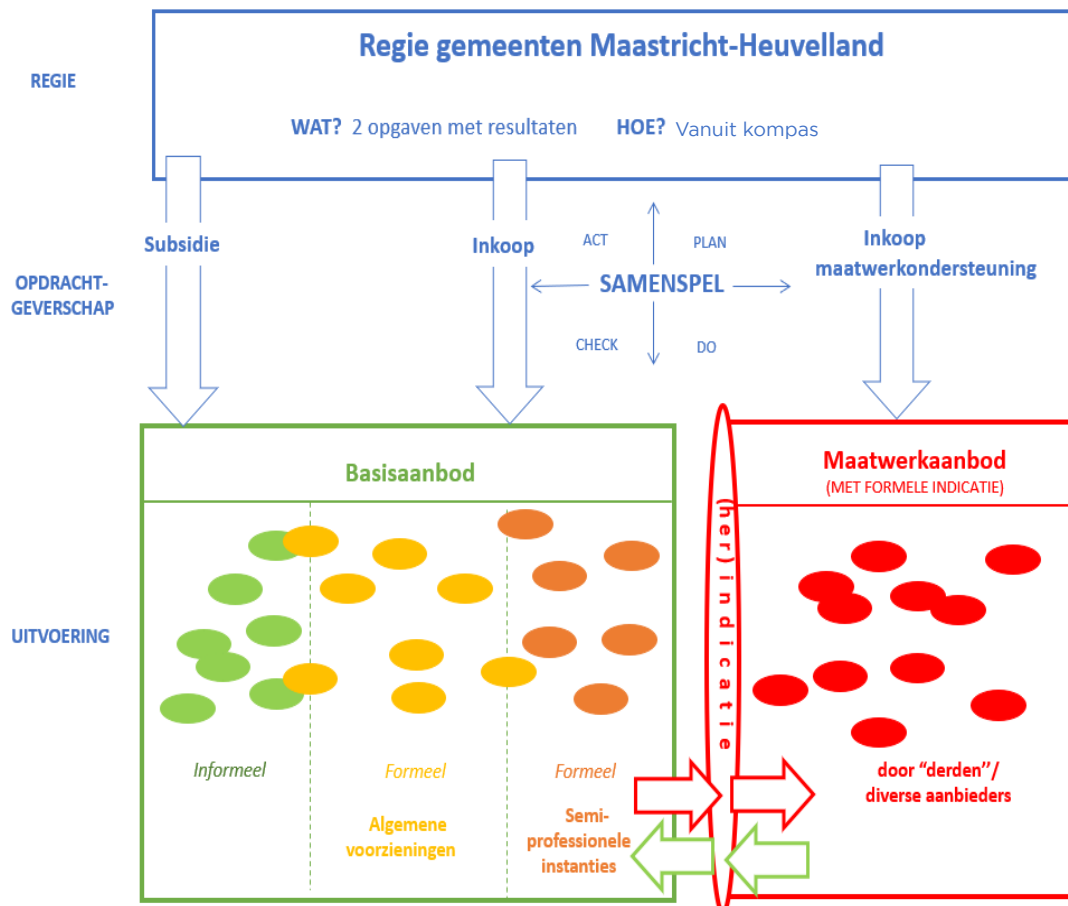 Regie gemeenten Maastricht-Heuvelland
REGIE
WAT? 2 opgaven met resultaten HOE? Vanuit kompas
Subsidie
Inkoop
ACT
PLAN
Inkoop
maatwerkondersteuning
OPDRACHT-
GEVERSCHAP
SAMENSPEL
CHECK
DO
Basisaanbod
Maatwerkaanbod
(MET FORMELE INDICATIE)
(her)indicatie
UITVOERING
Informeel
Formeel
Formeel
Algemene
voorzieningen
Semi-
professionele
instanties
door “derden”/
diverse aanbieders